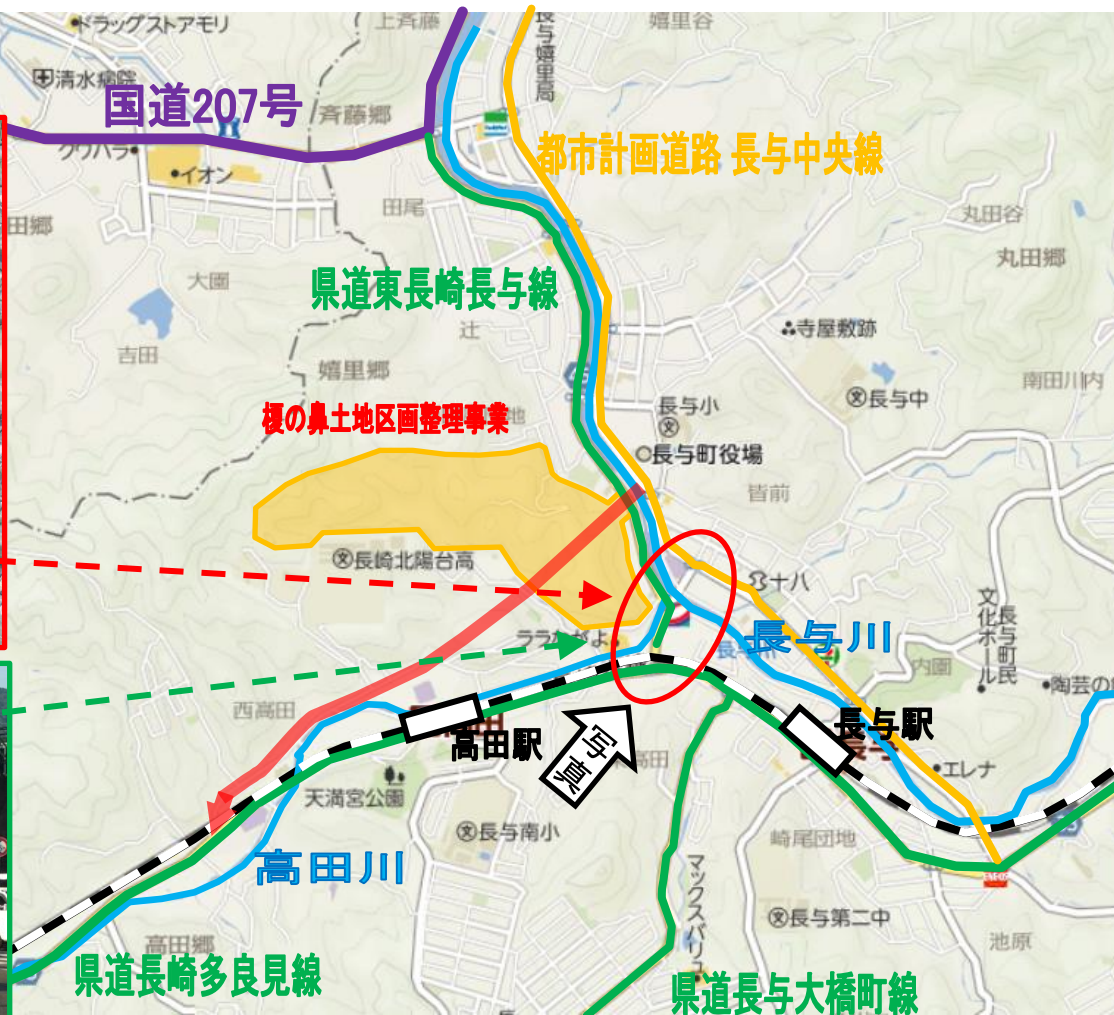 ドラッグストアモリ
上斉藤
長与嬉里局
嬉里谷
清水病院
国道207号
斉藤郷
クワハラ
イオン
都市計画道路 長与中央線
田尾
丸田谷
田郷
丸田郷
大園
県道東長崎長与線
辻
寺屋敷跡
吉田
嬉里郷
南田川内
長与中
長与小
榎の鼻土地区画整理事業
地
長与町役場
皆前
長崎北陽台高
十八
長与町民
文化ホール
長与川
内園
陶芸の
西高田
高田駅
写真
長与駅
エレナ
天満宮公園
長与南小
崎尾団地
高田川
マックスバリュ
長与第二中
池原
高田郷
県道長崎多良見線
県道長与大橋町線